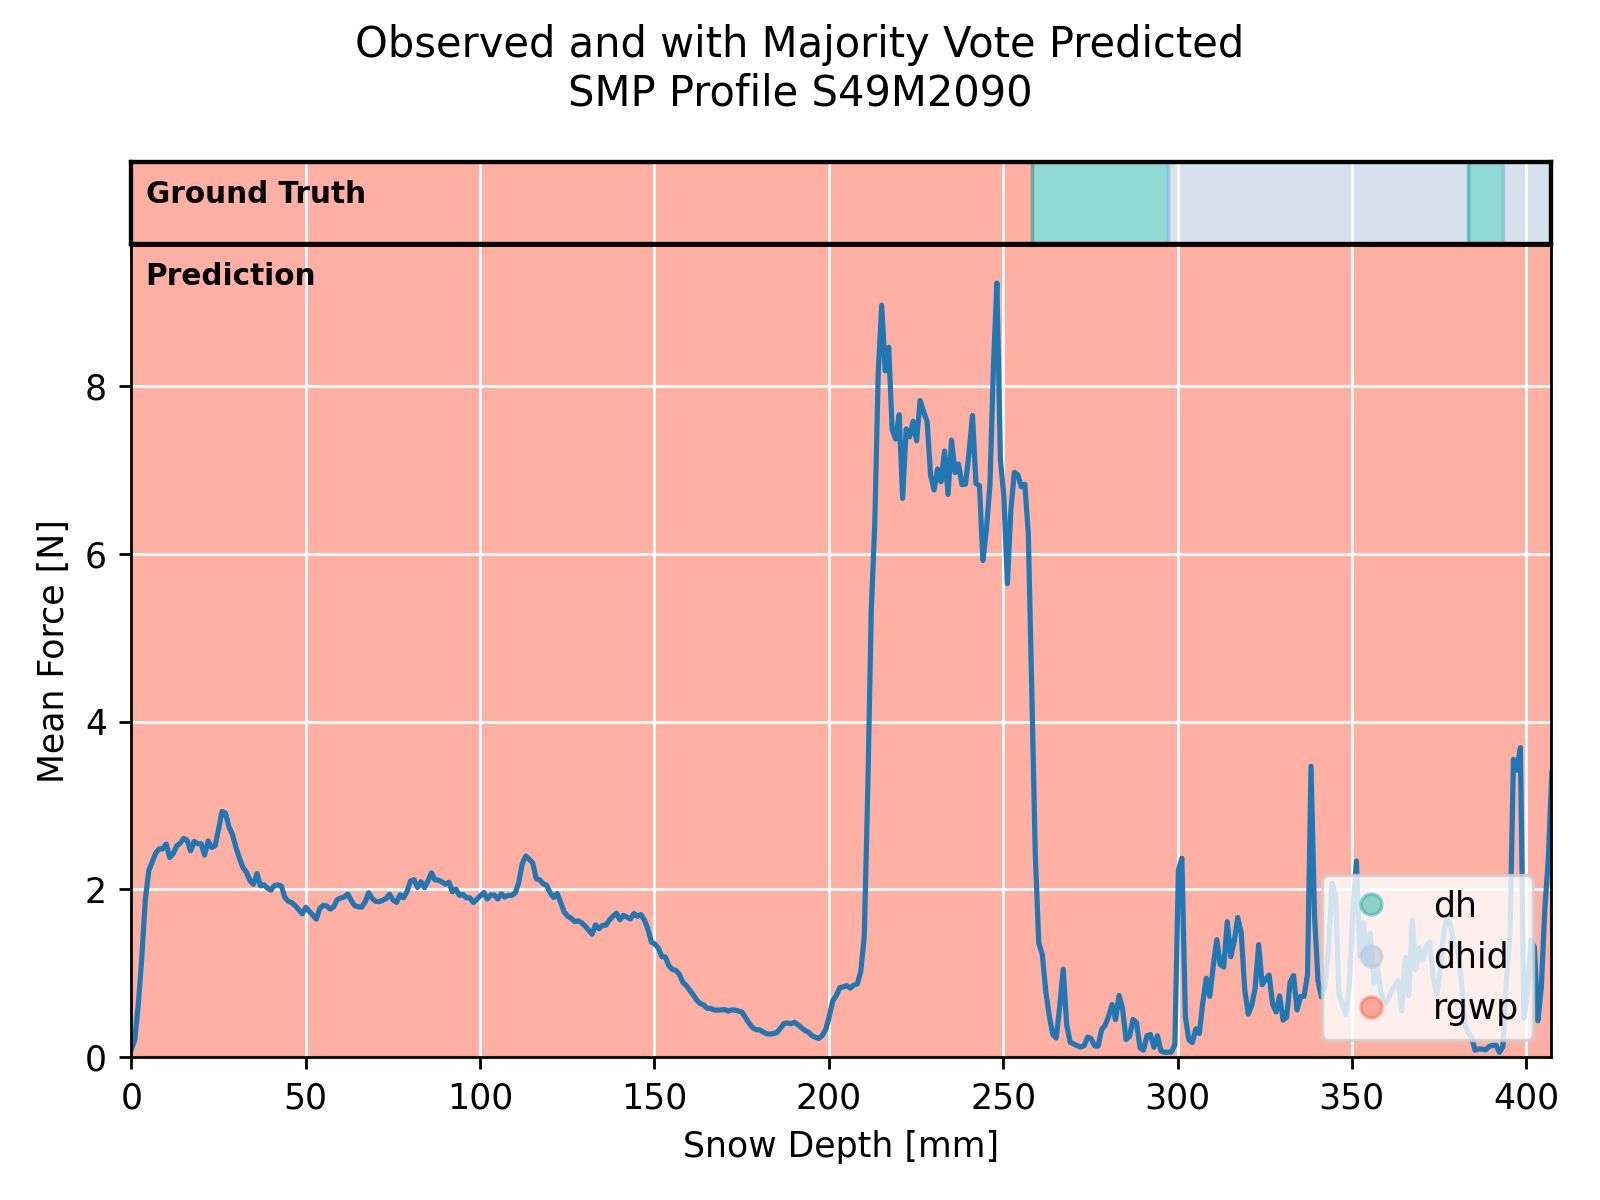 Observed and with Majority Vote Predicted
SMP Profile S49M2090
Ground Truth
Prediction
8
6
4
2
0
Mean Force [N]
dh
dhid
rgwp
0 50 100 150 200 250 300 350 400
Snow Depth [mm]